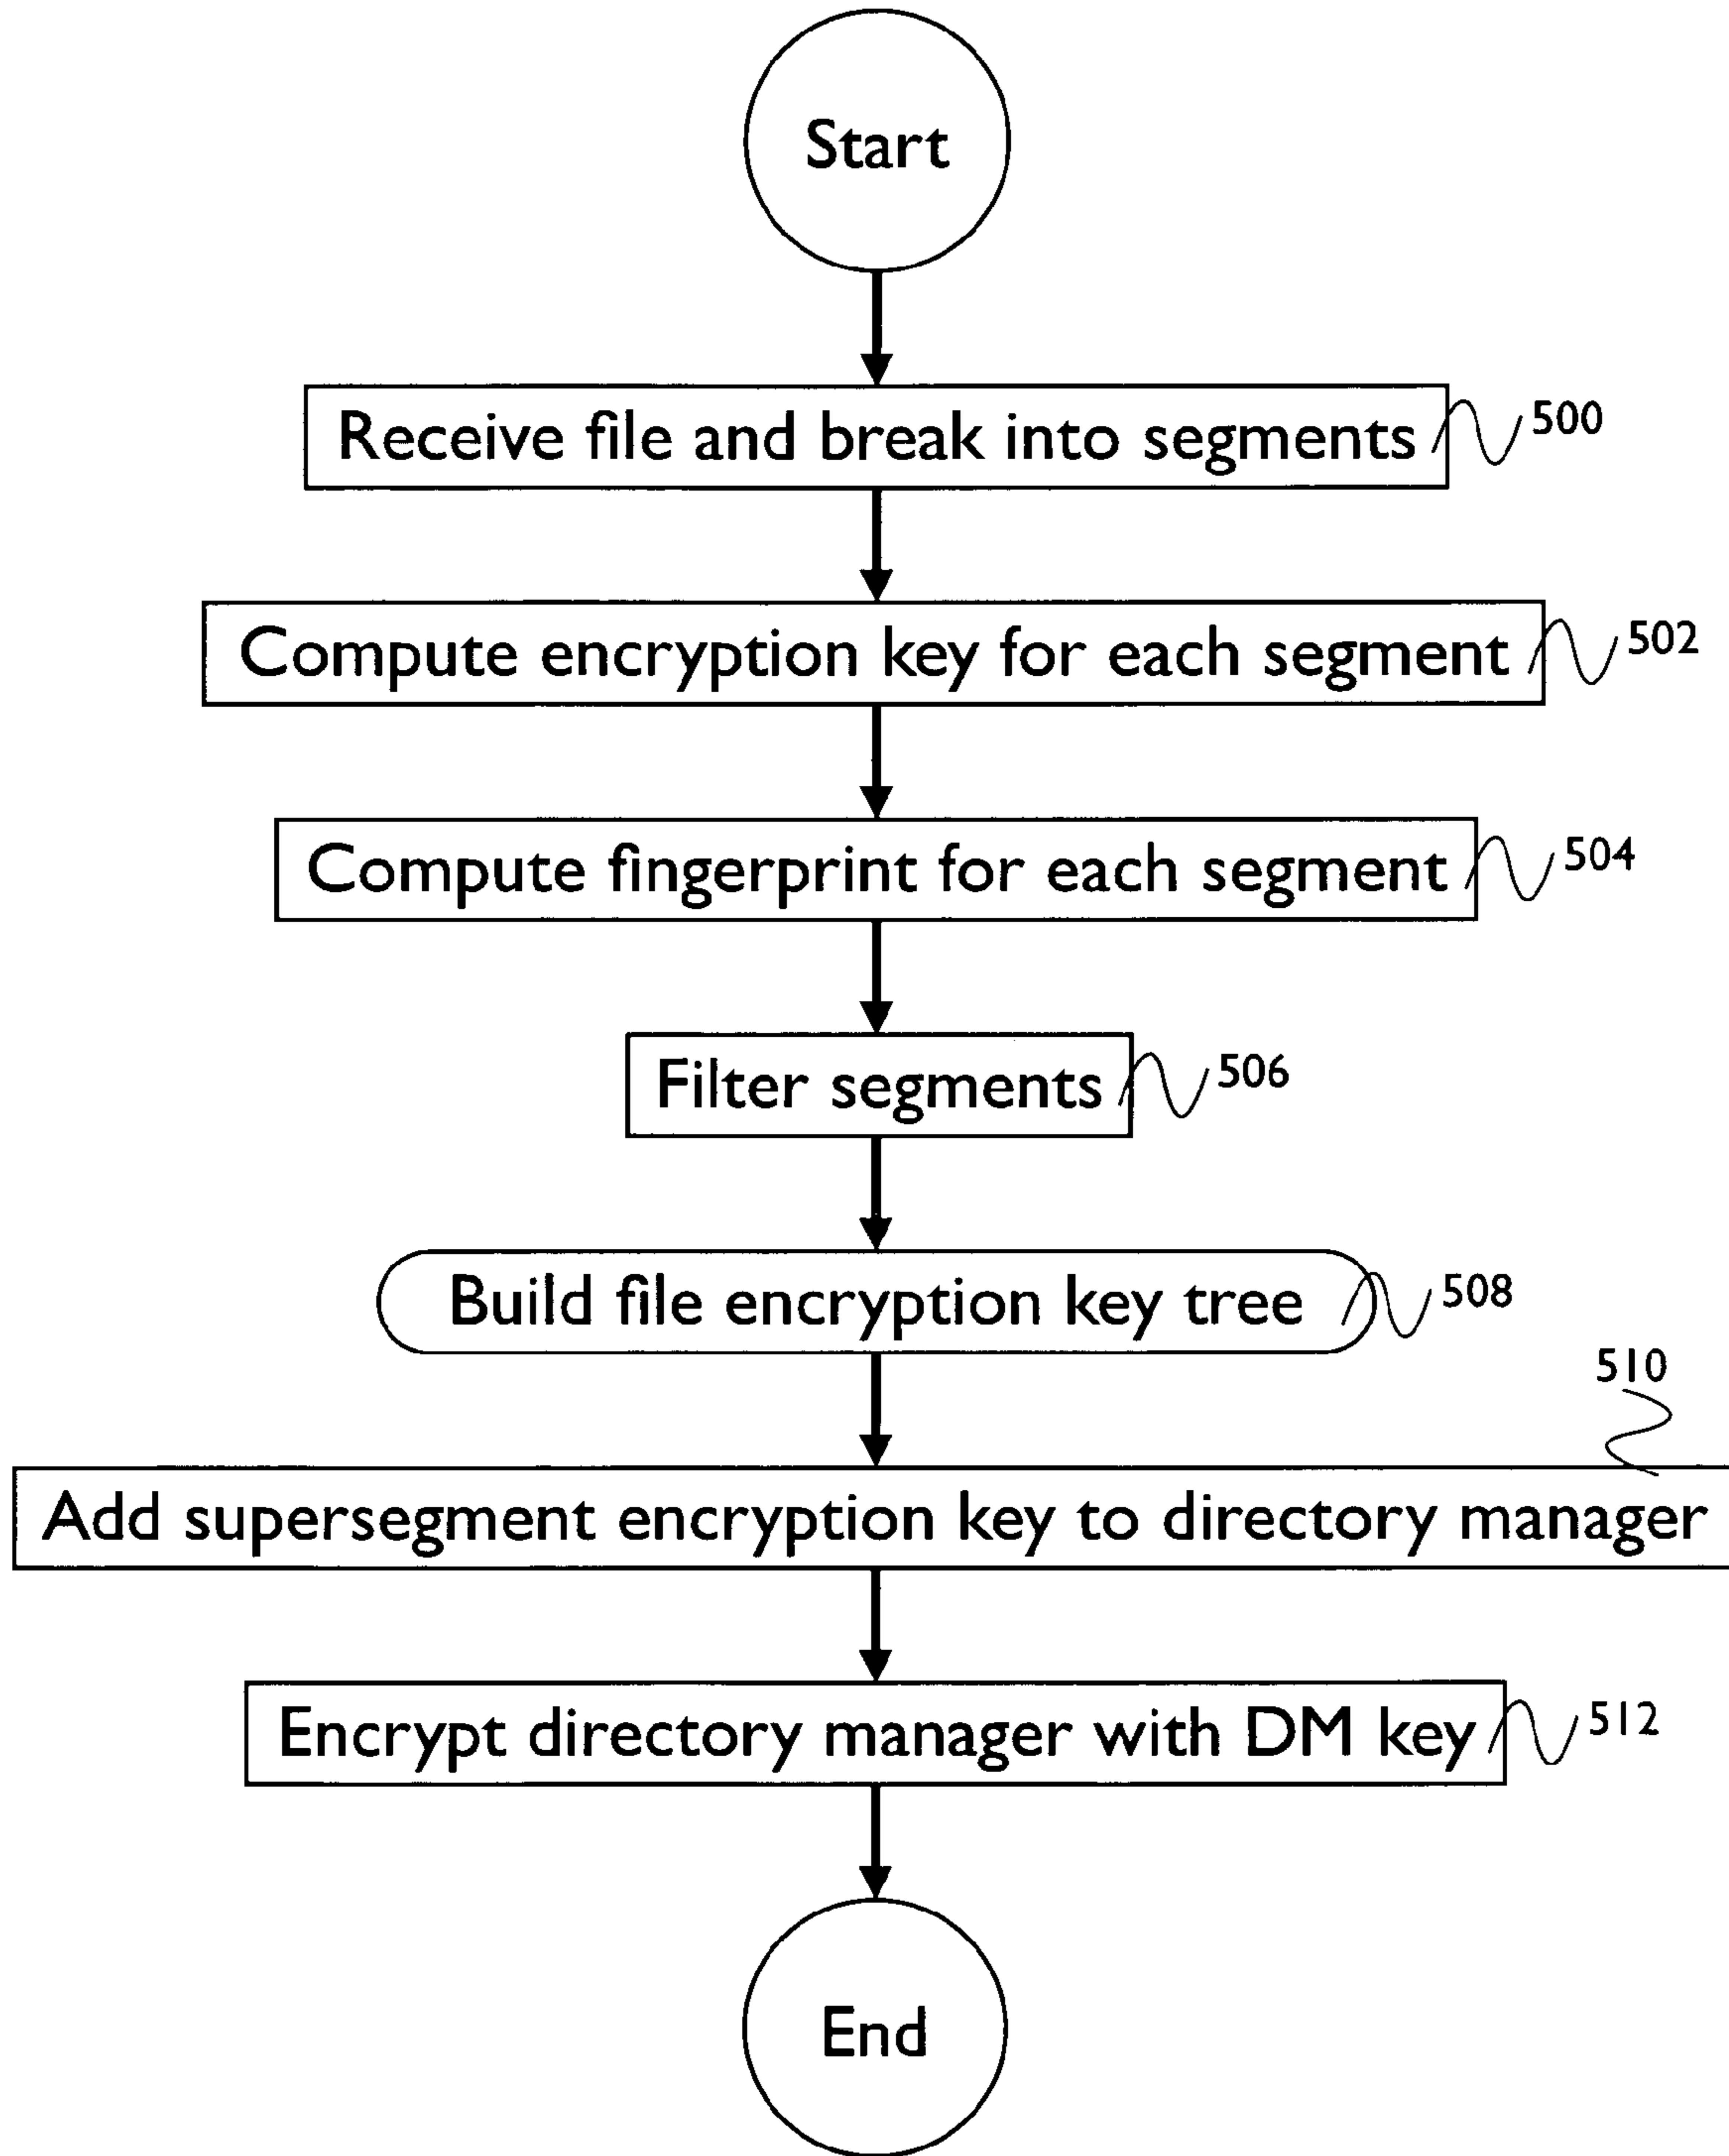 Start
Receive file and break into segments
500
Compute encryption key for each segment
502
Compute fingerprint for each segment
504
Filter segments
506
Build file encryption key tree
508
510
Add supersegment encryption key to directory manager
Encrypt directory manager with DM key
512
End